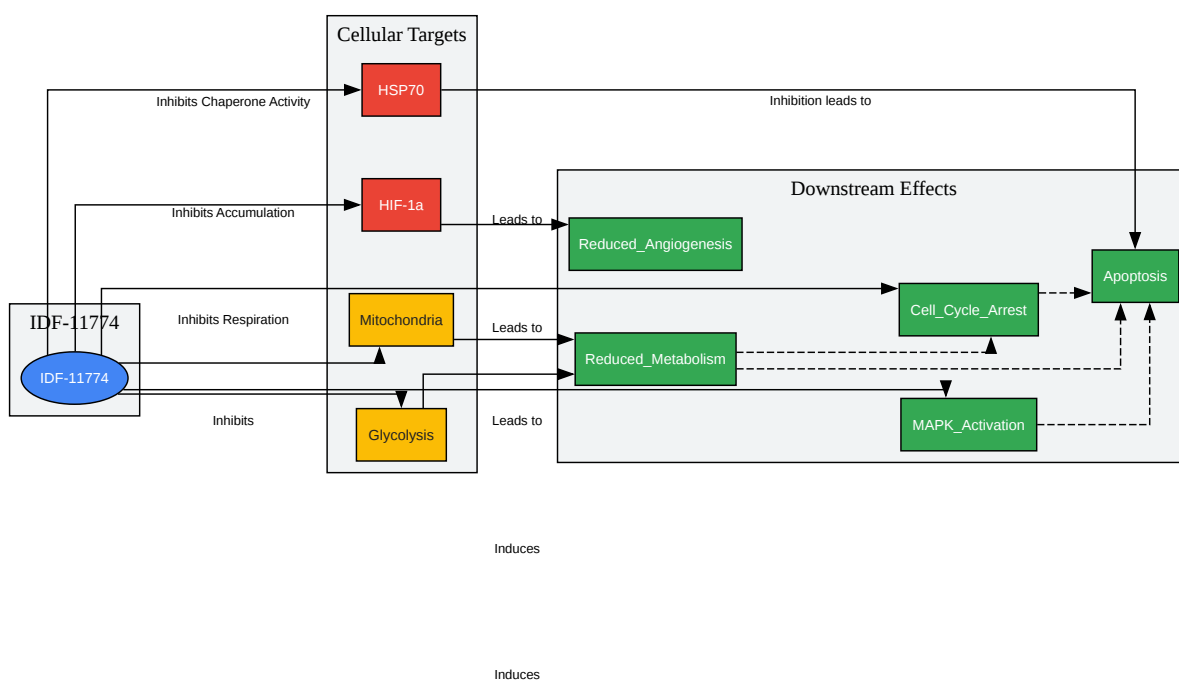 Cellular Targets
HSP70
Inhibits Chaperone Activity
Inhibition leads to
Downstream Effects
HIF-1a
Inhibits Accumulation
Leads to
Reduced_Angiogenesis
Apoptosis
Cell_Cycle_Arrest
IDF-11774
Inhibits Respiration
Mitochondria
Leads to
Reduced_Metabolism
IDF-11774
Inhibits
Glycolysis
Leads to
MAPK_Activation
Induces
Induces